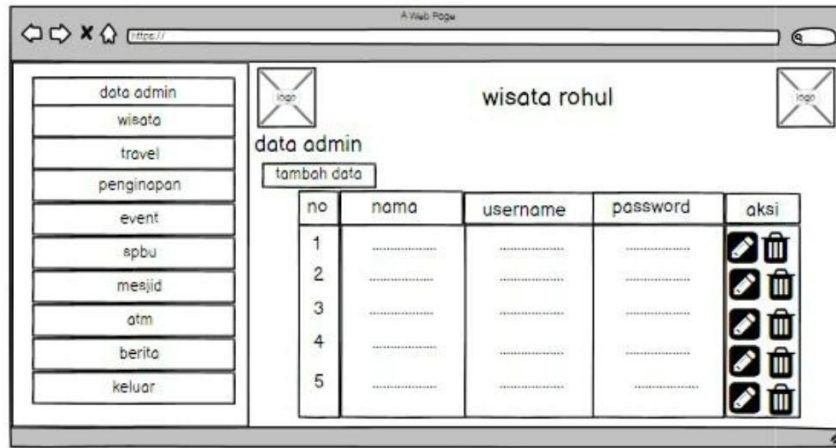 A Web Page
https://
data admin
wisata
travel
penginapan
event
spbu
mesjid
atm
berita
keluar
logo
wisata rohul
logo
data admin
tambah data
no nama username password aksi
1
2
3
4
5